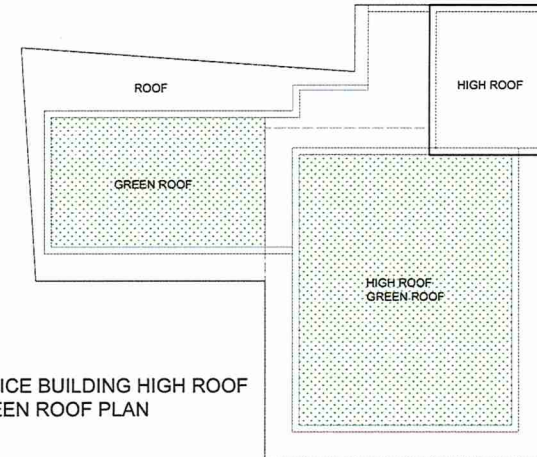 ROOF
HIGH ROOF
GREEN ROOF
HIGH ROOF
GREEN ROOF
ICE BUILDING HIGH ROOF
EEN ROOF PLAN